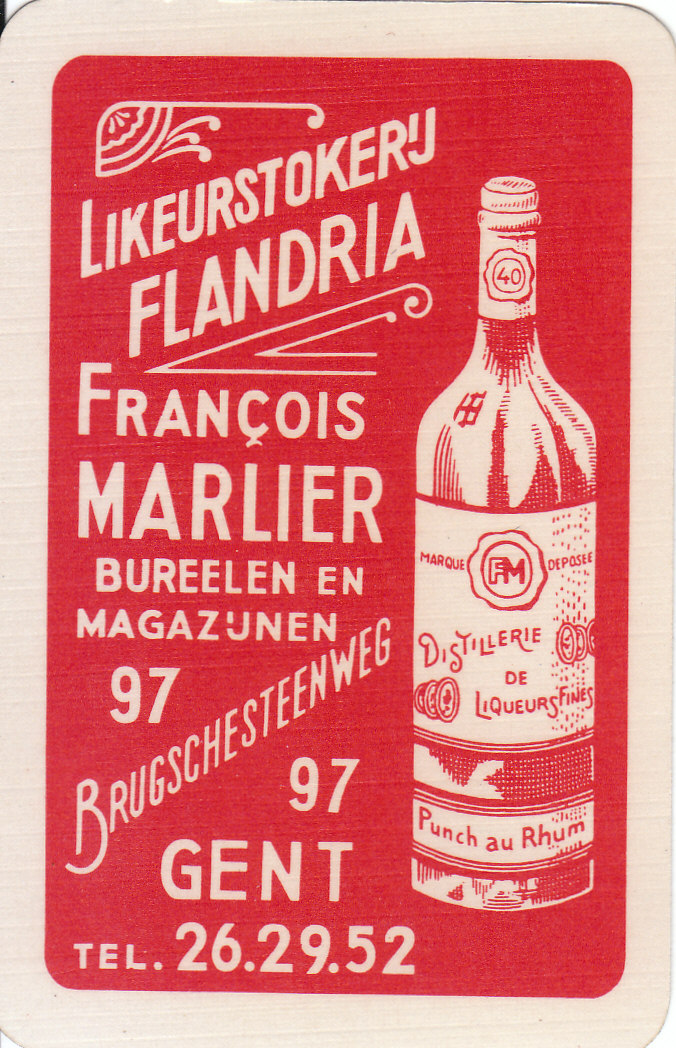 LIKEURSTOKERIJ
FLANDRIA
FRANÇOIS
MARLIER
BUREELEN EN
MAGAZIJNEN
97
BRUGSCHESTEENWEG
97
GENT
TEL. 26.29.52
40
MARQUE FM DEPOSEE
DISTILLERIE
DE
LIQUEURS FINES
Punch au Rhum